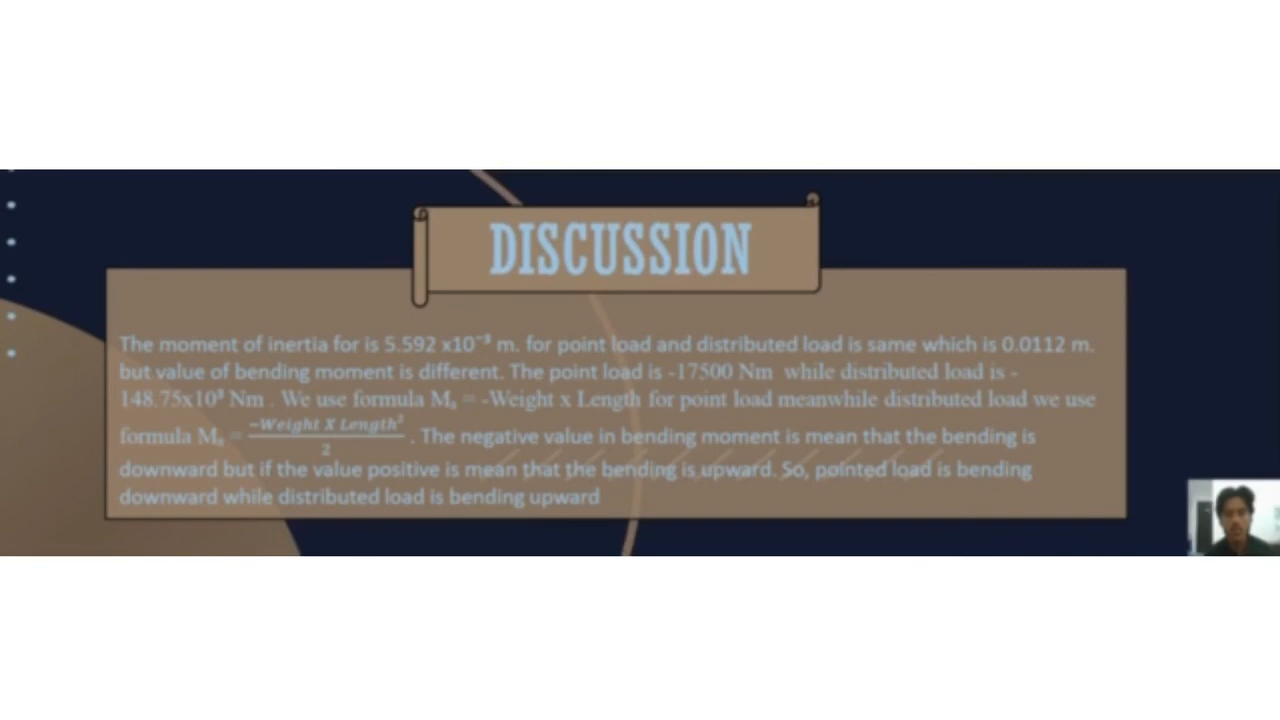 DISCUSSION
The moment of inertia for is 5.592 x10⁻³ m. for point load and distributed load is same which is 0.0112 m.
but value of bending moment is different. The point load is -17500 Nm while distributed load is -
148.75x10³ Nm . We use formula Mₐ = -Weight x Length for point load meanwhile distributed load we use
formula Mₐ = −Weight X Length²/2 . The negative value in bending moment is mean that the bending is
downward but if the value positive is mean that the bending is upward. So, pointed load is bending
downward while distributed load is bending upward